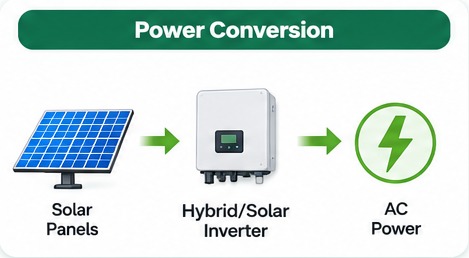 Power Conversion
Solar
Panels
Hybrid/Solar
Inverter
AC
Power